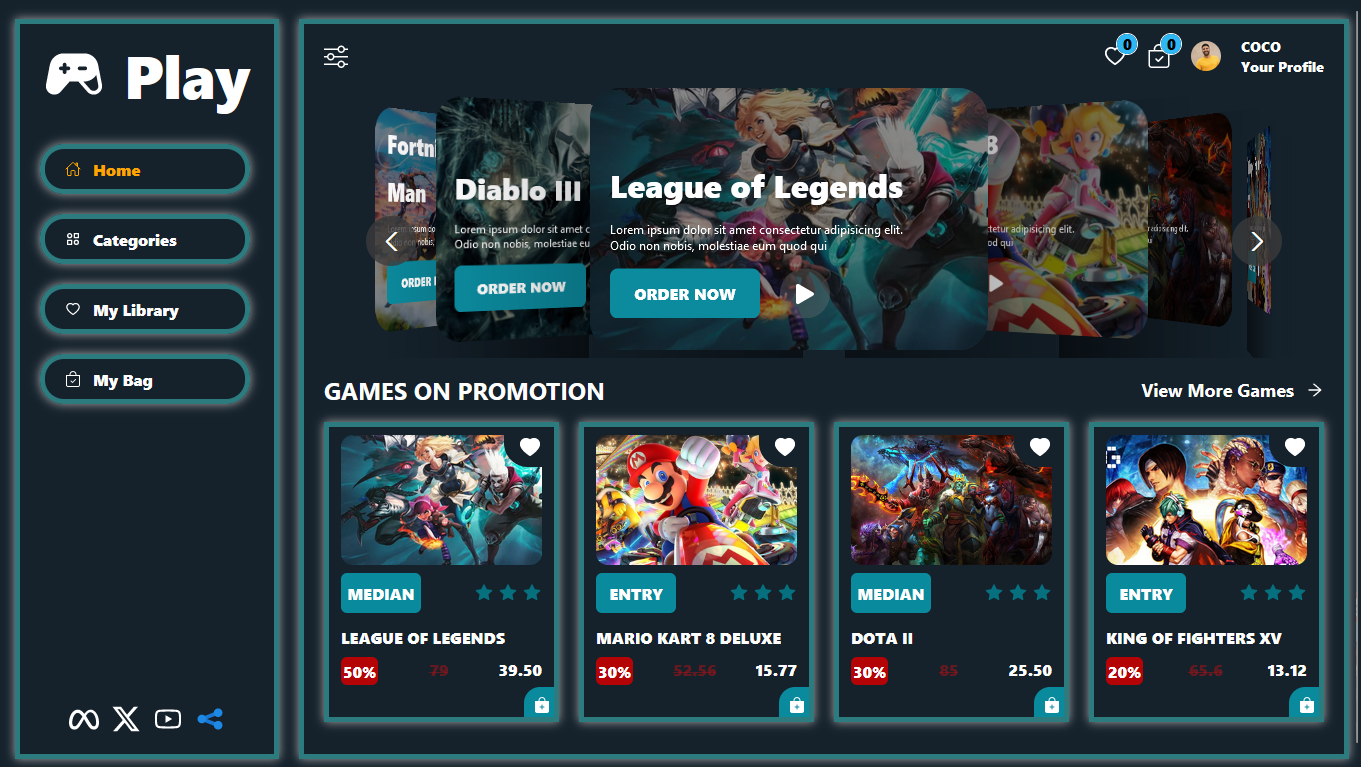 Play
Home
Categories
My Library
My Bag
0
0
COCO
Your Profile
Man
ORDER
Diablo III
Lorem ipsum dolor sit amet
Odio non nobis, molestiae eum
ORDER NOW
League of Legends
Lorem ipsum dolor sit amet consectetur adipisicing elit.
Odio non nobis, molestiae eum quod qui
ORDER NOW
8
adipisicing elit.
quod qui
GAMES ON PROMOTION
View More Games
MEDIAN
LEAGUE OF LEGENDS
50% 79 39.50
ENTRY
MARIO KART 8 DELUXE
30% 52.56 15.77
MEDIAN
DOTA II
30% 85 25.50
ENTRY
KING OF FIGHTERS XV
20% 65.6 13.12